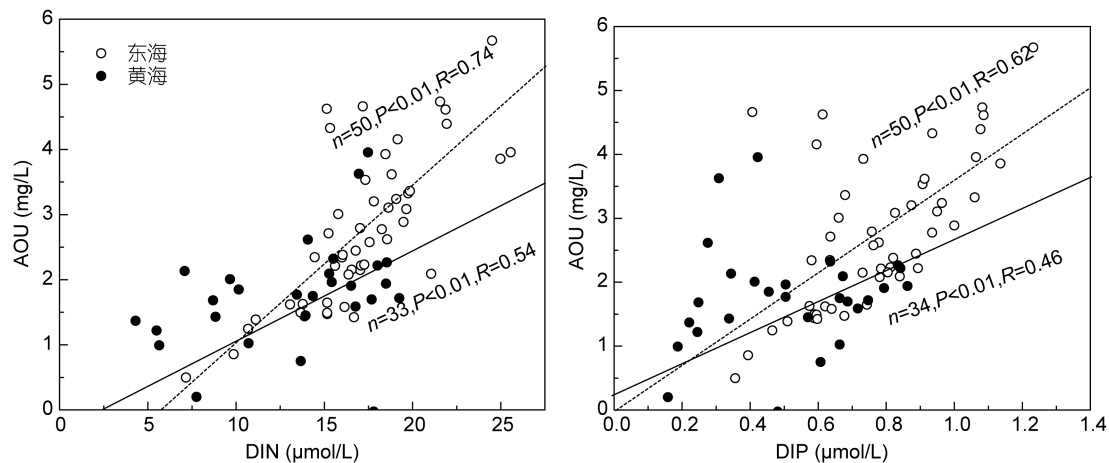 6
5
4
3
2
1
0
AOU (mg/L)
东海
黄海
n=50,P<0.01,R=0.74
n=33,P<0.01,R=0.54
5
10
15
20
25
DIN (μmol/L)
6
5
4
3
2
1
0
AOU (mg/L)
n=50,P<0.01,R=0.62
n=34,P<0.01,R=0.46
0.0
0.2
0.4
0.6
0.8
1.0
1.2
1.4
DIP (μmol/L)